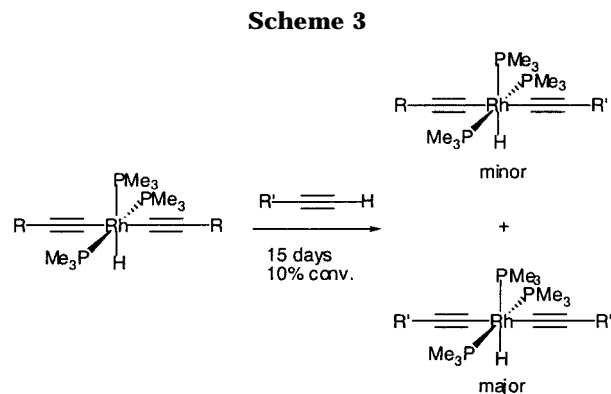 Scheme 3
PMe3
PMe3
R
Rh
R'
Me3P
H
minor
PMe3
PMe3
R
Rh
R
Me3P
H
R'
H
15 days
10% conv.
+
PMe3
PMe3
R'
Rh
R'
Me3P
H
major